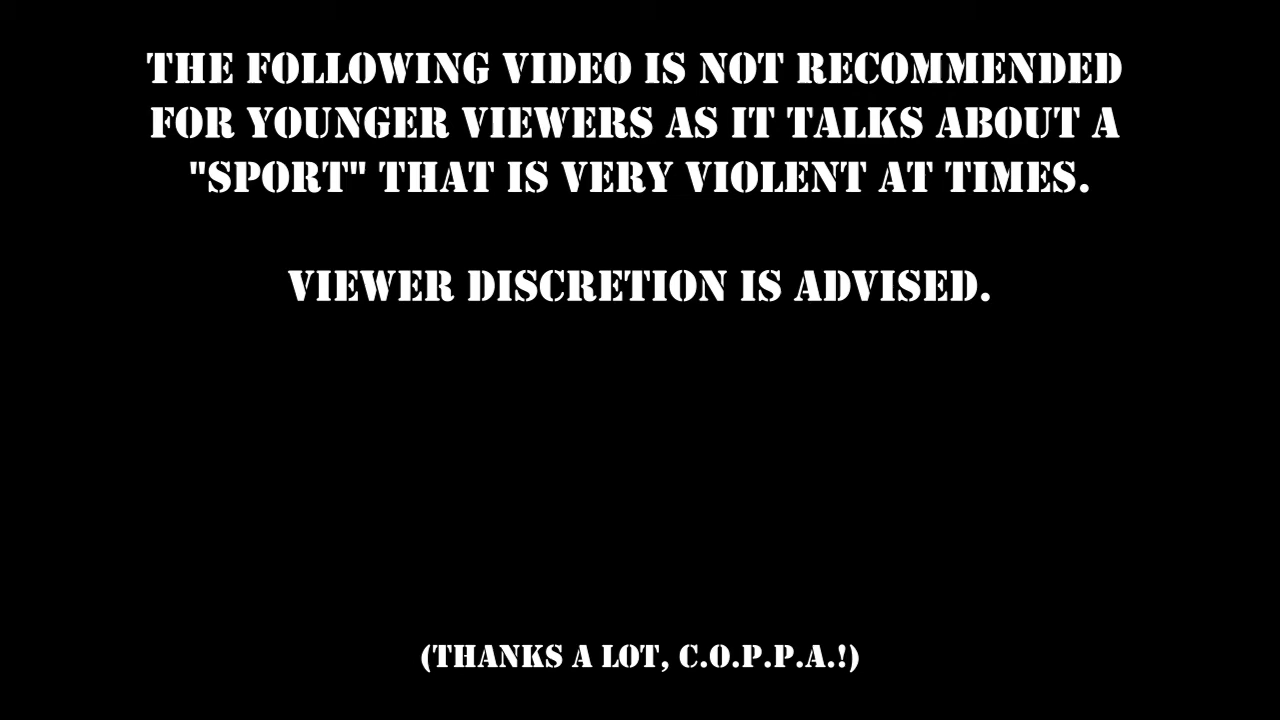 THE FOLLOWING VIDEO IS NOT RECOMMENDED
FOR YOUNGER VIEWERS AS IT TALKS ABOUT A
"SPORT" THAT IS VERY VIOLENT AT TIMES.
VIEWER DISCRETION IS ADVISED.
(THANKS A LOT, C.O.P.P.A.!)